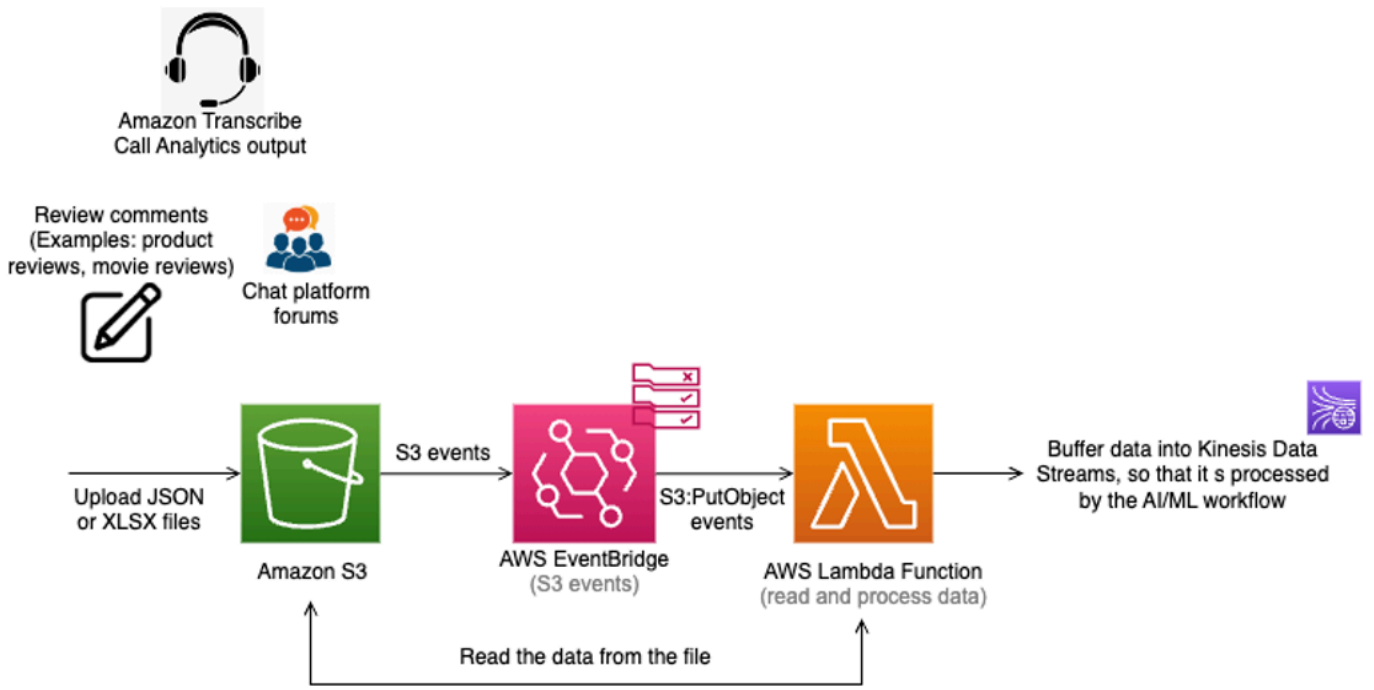 Amazon Transcribe
Call Analytics output
Review comments
(Examples: product
reviews, movie reviews)
Chat platform
forums
Upload JSON
or XLSX files
Amazon S3
S3 events
AWS EventBridge
(S3 events)
S3:PutObject
events
AWS Lambda Function
(read and process data)
Buffer data into Kinesis Data
Streams, so that it s processed
by the AI/ML workflow
Read the data from the file